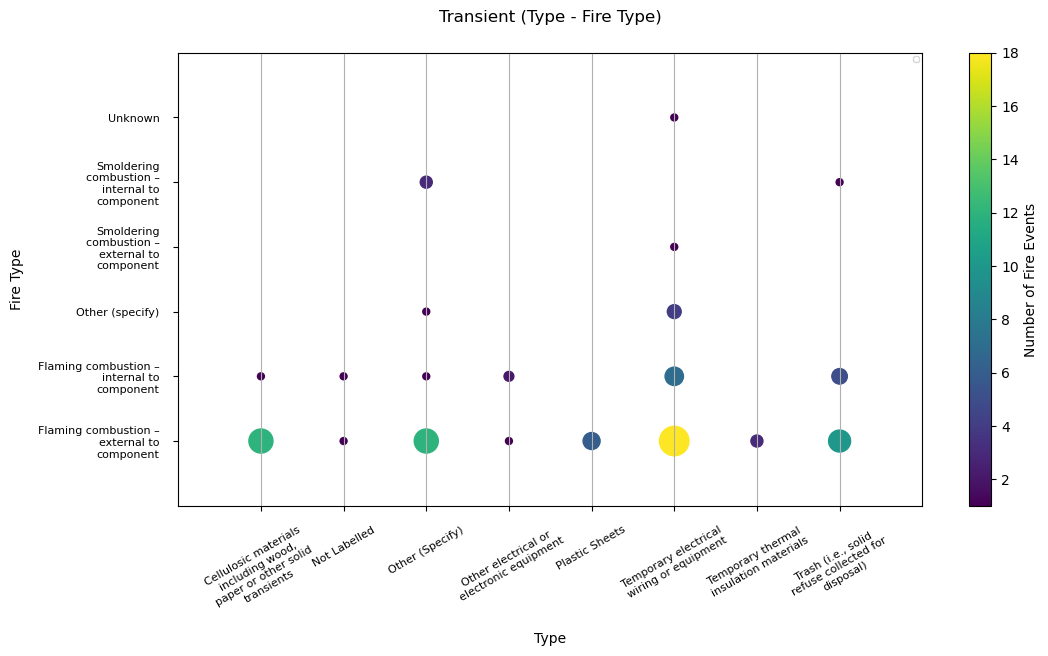 Transient (Type - Fire Type)
Fire Type
Unknown
Smoldering
combustion –
internal to
component
Smoldering
combustion –
external to
component
Other (specify)
Flaming combustion –
internal to
component
Flaming combustion –
external to
component
Cellulosic materials
including wood,
paper or other solid
transients
Not Labelled
Other (Specify)
Other electrical or
electronic equipment
Plastic Sheets
Temporary electrical
wiring or equipment
Temporary thermal
insulation materials
Trash (i.e., solid
refuse collected for
disposal)
Type
18
16
14
12
10
8
6
4
2
Number of Fire Events